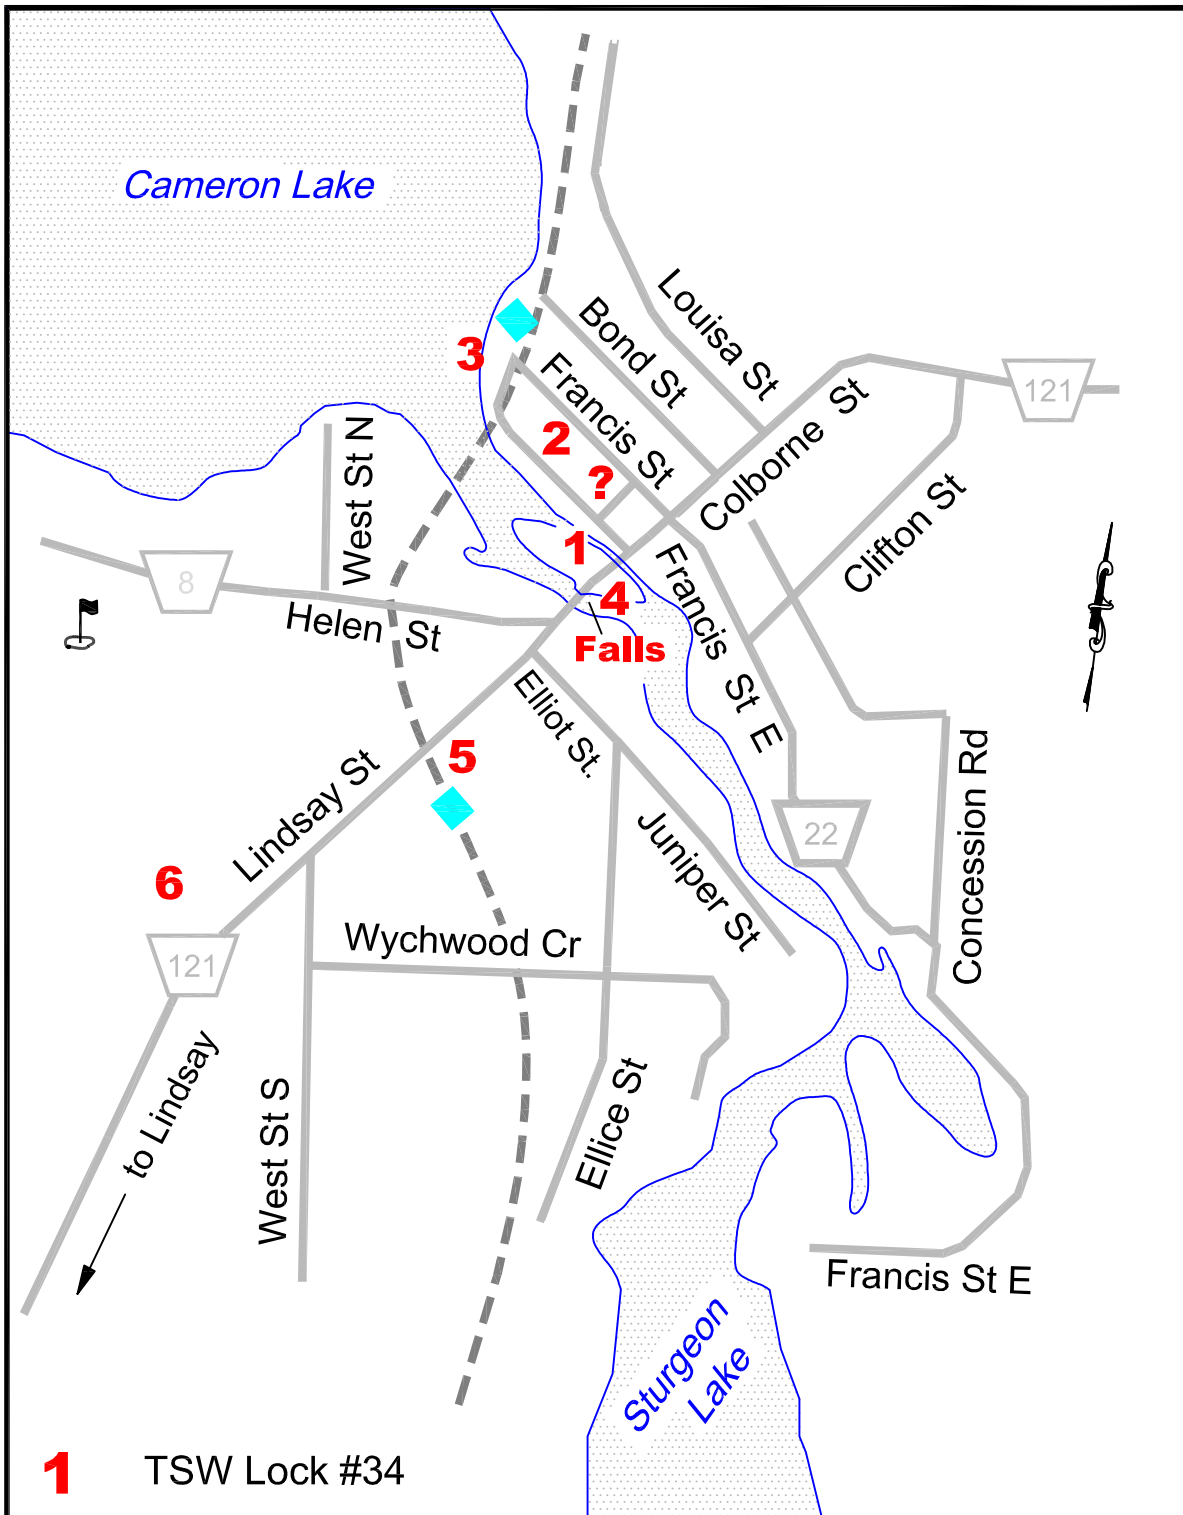 Cameron Lake
Louisa St
Bond St
3
Francis St
121
Colborne St
2
West St N
?
Clifton St
1
8
Francis St E
4
Helen St
Falls
Elliot St.
5
Concession Rd
Lindsay St
Juniper St
22
6
Wychwood Cr
121
to Lindsay
Ellice St
West St S
Francis St E
Sturgeon
Lake
1 TSW Lock #34